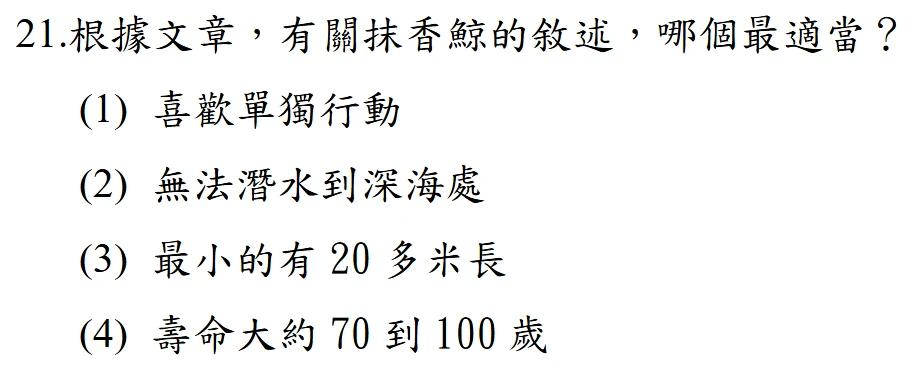 21.根據文章，有關抹香鯨的敘述，哪個最適當？
(1) 喜歡單獨行動
(2) 無法潛水到深海處
(3) 最小的有 20 多米長
(4) 壽命大約 70 到 100 歲